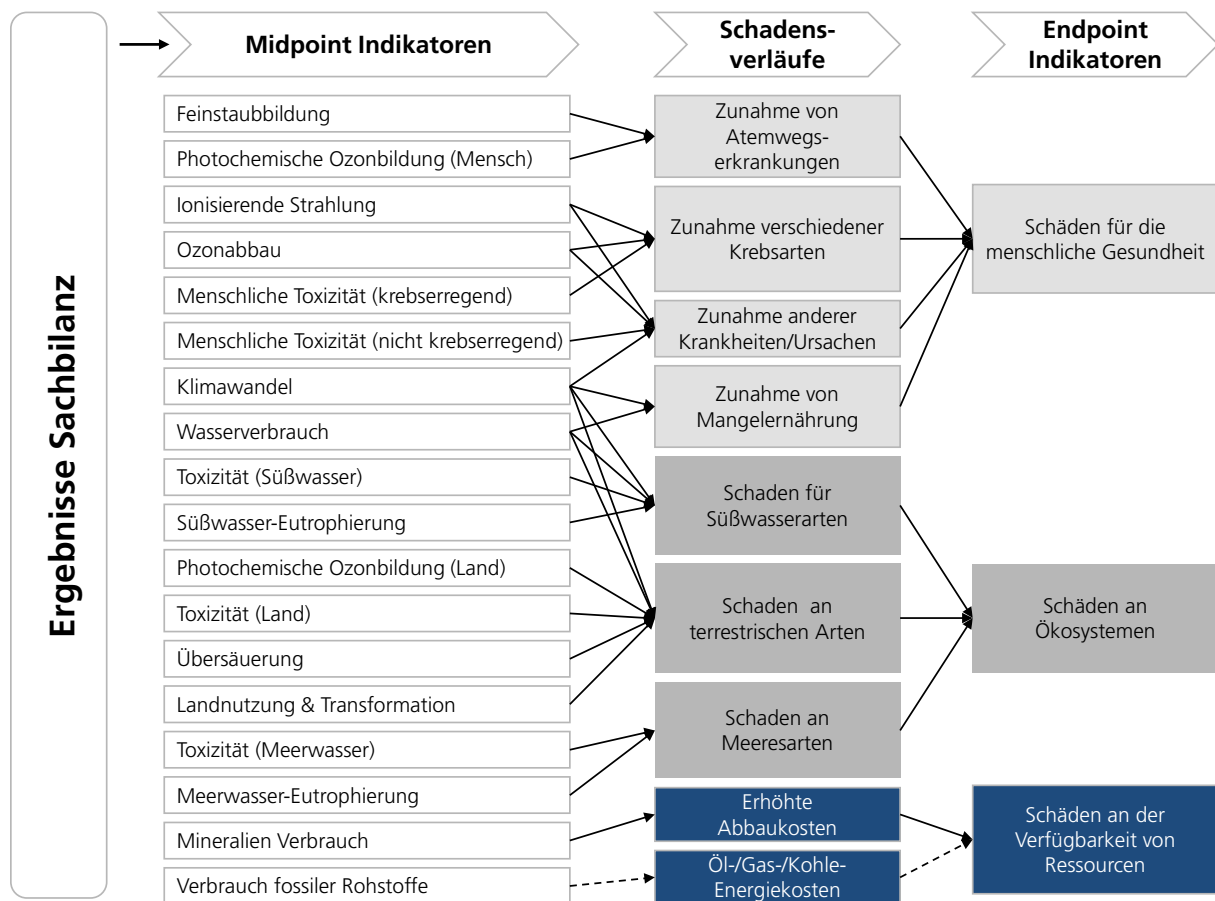 Ergebnisse Sachbilanz
Midpoint Indikatoren
Feinstaubbildung
Photochemische Ozonbildung (Mensch)
Ionisierende Strahlung
Ozonabbau
Menschliche Toxizität (krebserregend)
Menschliche Toxizität (nicht krebserregend)
Klimawandel
Wasserverbrauch
Toxizität (Süßwasser)
Süßwasser-Eutrophierung
Photochemische Ozonbildung (Land)
Toxizität (Land)
Übersäuerung
Landnutzung & Transformation
Toxizität (Meerwasser)
Meerwasser-Eutrophierung
Mineralien Verbrauch
Verbrauch fossiler Rohstoffe
Schadens-
verläufe
Zunahme von
Atemwegs-
erkrankungen
Zunahme verschiedener
Krebsarten
Zunahme anderer
Krankheiten/Ursachen
Zunahme von
Mangelernährung
Schaden für
Süßwasserarten
Schaden an
terrestrischen Arten
Schaden an
Meeresarten
Erhöhte
Abbaukosten
Öl-/Gas-/Kohle-
Energiekosten
Endpoint
Indikatoren
Schäden für die
menschliche Gesundheit
Schäden an
Ökosystemen
Schäden an der
Verfügbarkeit von
Ressourcen